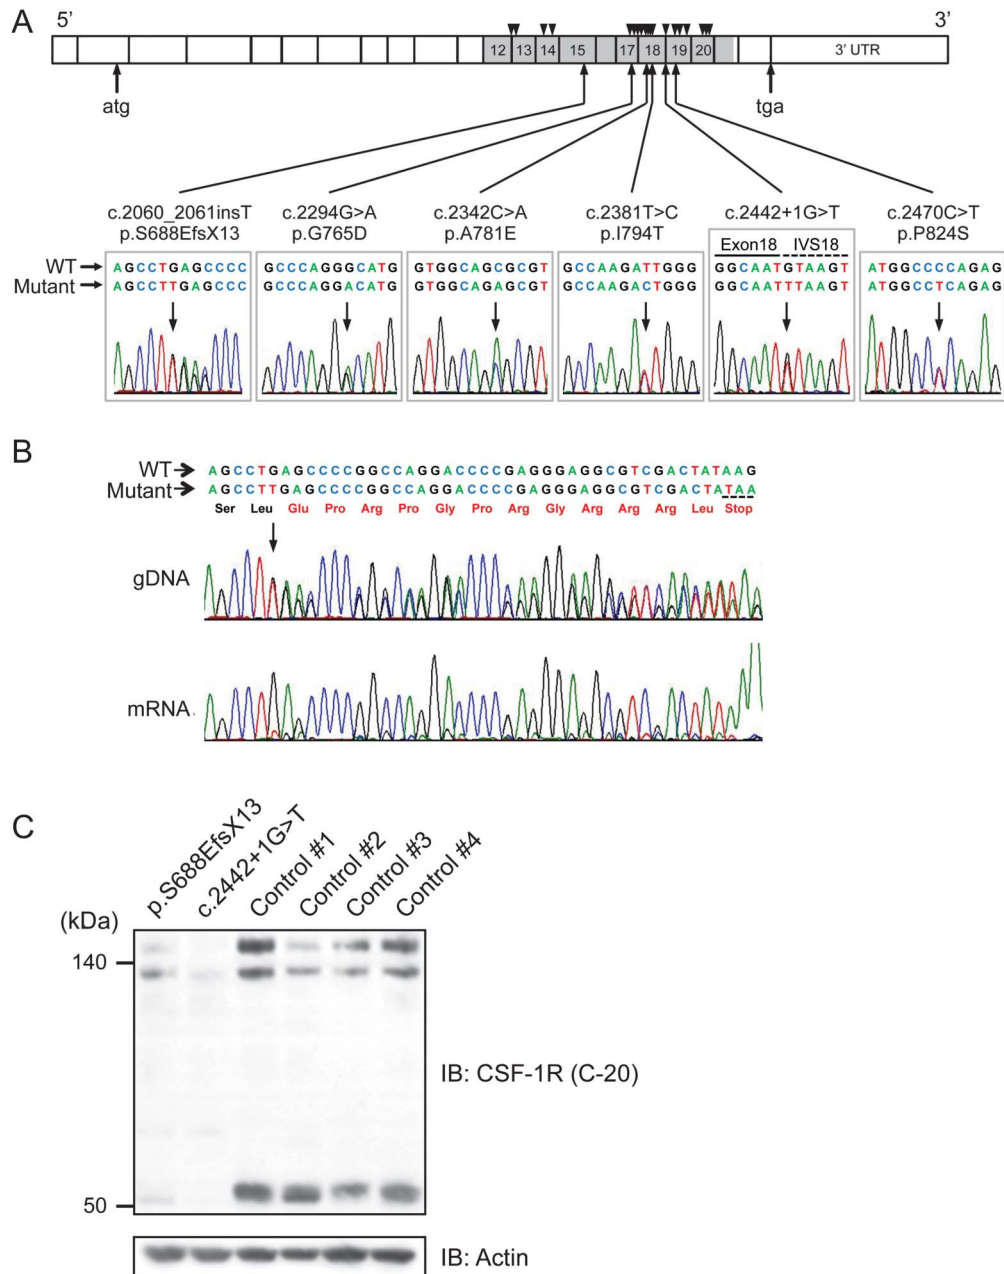 A
5’ 3’
12 13 14 15 17 18 19 20 3’ UTR
atg tga
c.2060_2061insT c.2294G>A c.2342C>A c.2381T>C c.2442+1G>T c.2470C>T
p.S688EfsX13 p.G765D p.A781E p.I794T p.P824S
Exon18 IVS18
WT AGCCTGAGCCCC GCCCAGGGCATG GTGGCAGCGCGT GCCAAGATTGGG GGCAATGTAAGT ATGGCCCCAGAG
Mutant AGCCTTGAGCCC GCCCAGGACATG GTGGCAGAGCGT GCCAAGACTGGG GGCAATTTAAGT ATGGCCTCAGAG
B
WT AGCCTGAGCCCCGGCCAGGACCCCGAGGGAGGCGTCGACTATAAG
Mutant AGCCTTGAGCCCCGGCCAGGACCCCGAGGGAGGCGTCGACTATAA
Ser Leu Glu Pro Arg Pro Gly Pro Arg Gly Arg Arg Arg Leu Stop
gDNA
mRNA
C
p.S688EfsX13 c.2442+1G>T Control #1 Control #2 Control #3 Control #4
(kDa)
140
IB: CSF-1R (C-20)
50
IB: Actin